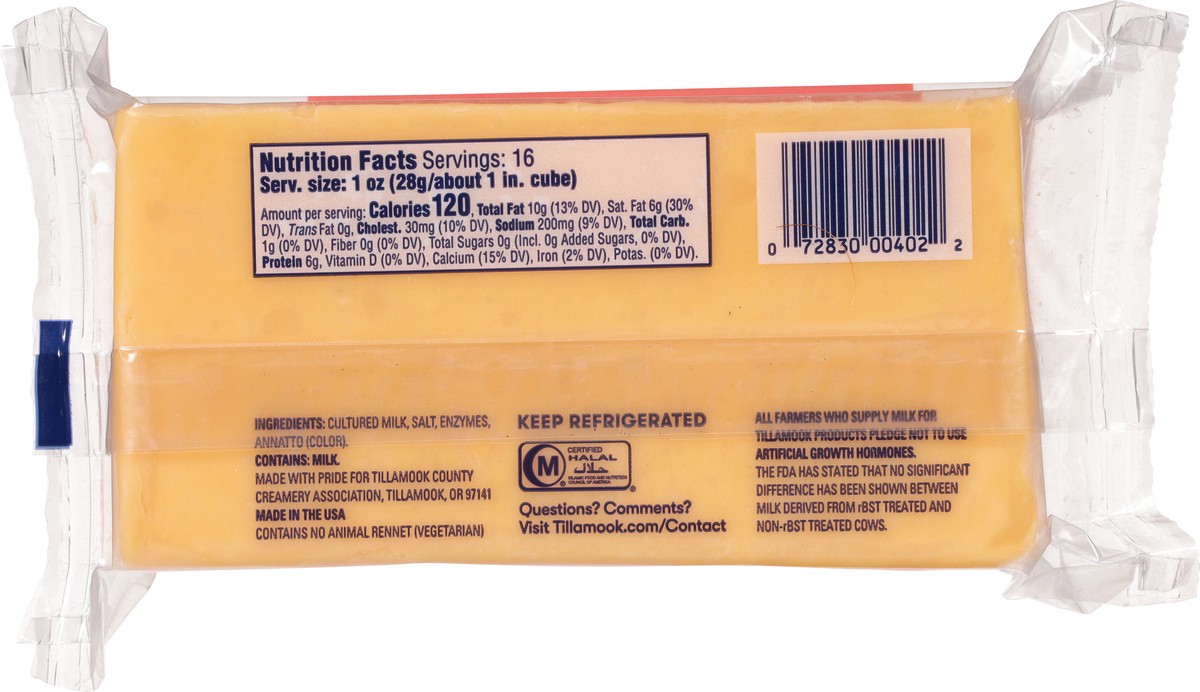 Nutrition Facts Servings: 16
Serv. size: 1 oz (28g/about 1 in. cube)
Amount per serving: Calories 120, Total Fat 10g (13% DV), Sat. Fat 6g (30%
DV), Trans Fat 0g, Cholest. 30mg (10% DV), Sodium 200mg (9% DV), Total Carb.
1g (0% DV), Fiber 0g (0% DV), Total Sugars 0g (Incl. 0g Added Sugars, 0% DV),
Protein 6g, Vitamin D (0% DV), Calcium (15% DV), Iron (2% DV), Potas. (0% DV).
0 72830 00402 2
INGREDIENTS: CULTURED MILK, SALT, ENZYMES,
ANNATTO (COLOR).
CONTAINS: MILK.
MADE WITH PRIDE FOR TILLAMOOK COUNTY
CREAMERY ASSOCIATION, TILLAMOOK, OR 97141
MADE IN THE USA
CONTAINS NO ANIMAL RENNET (VEGETARIAN)
KEEP REFRIGERATED
M
CERTIFIED
HALAL
حلال
ISLAMIC FOOD AND NUTRITION
COUNCIL OF AMERICA
®
Questions? Comments?
Visit Tillamook.com/Contact
ALL FARMERS WHO SUPPLY MILK FOR
TILLAMOOK PRODUCTS PLEDGE NOT TO USE
ARTIFICIAL GROWTH HORMONES.
THE FDA HAS STATED THAT NO SIGNIFICANT
DIFFERENCE HAS BEEN SHOWN BETWEEN
MILK DERIVED FROM rBST TREATED AND
NON-rBST TREATED COWS.